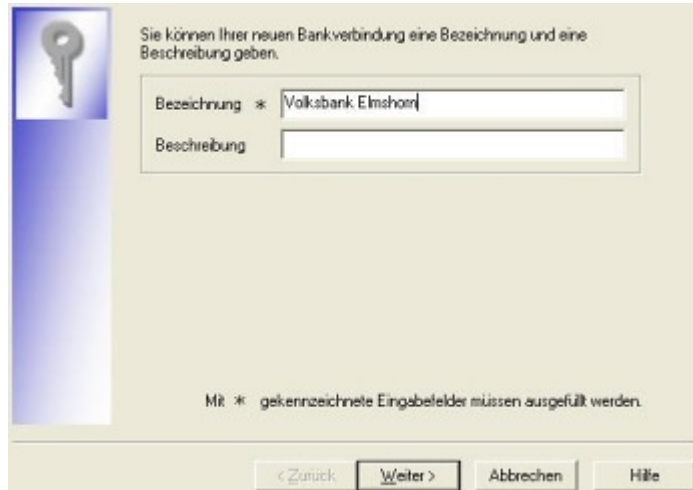 Sie können Ihrer neuen Bankverbindung eine Bezeichnung und eine
Beschreibung geben.
Bezeichnung * Volksbank Elmshorn
Beschreibung
Mit * gekennzeichnete Eingabefelder müssen ausgefüllt werden.
< Zurück Weiter > Abbrechen Hilfe